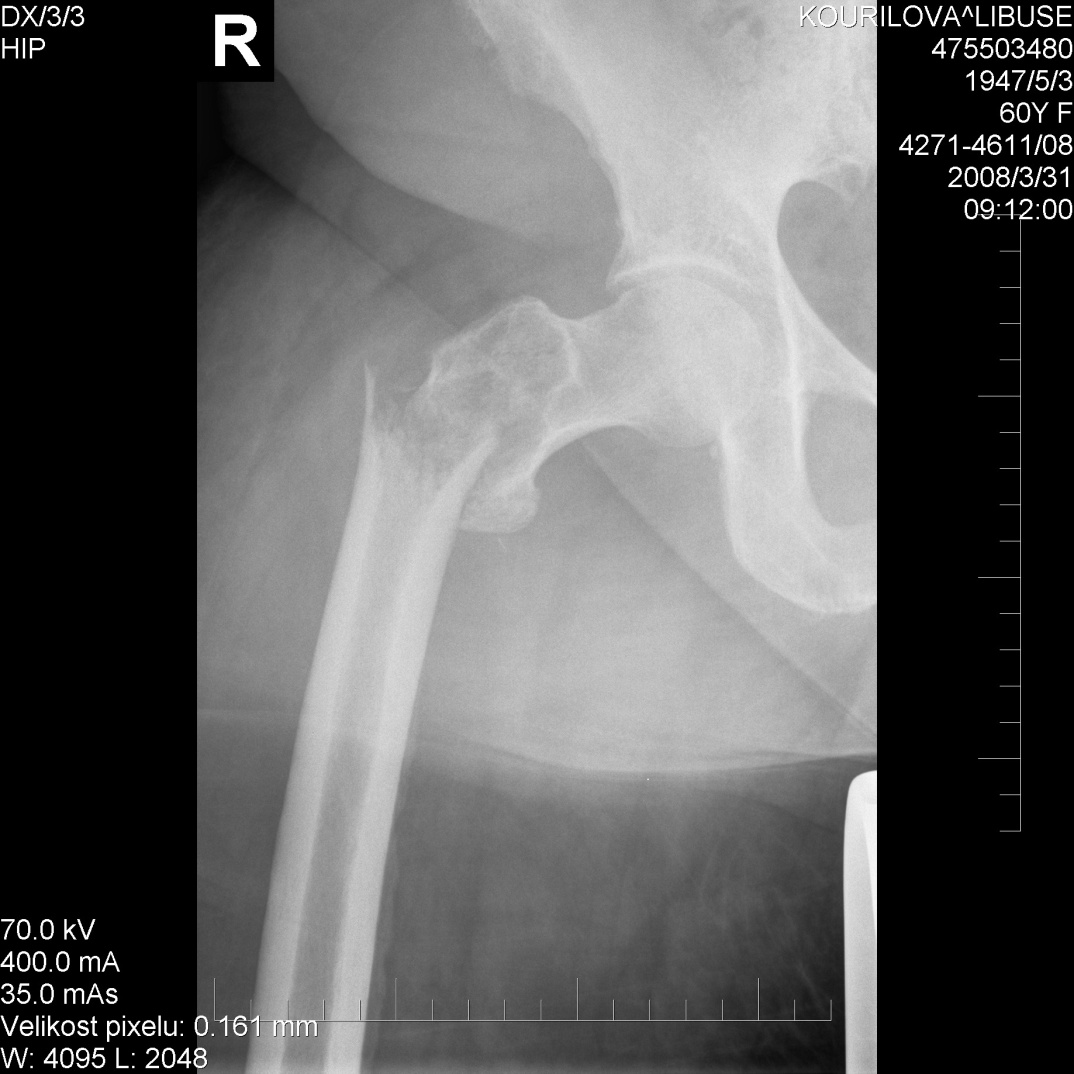 DX/3/3
HIP
R
KOURILOVA^LIBUSE
475503480
1947/5/3
60Y F
4271-4611/08
2008/3/31
09:12:00
70.0 kV
400.0 mA
35.0 mAs
Velikost pixelu: 0.161 mm
W: 4095 L: 2048